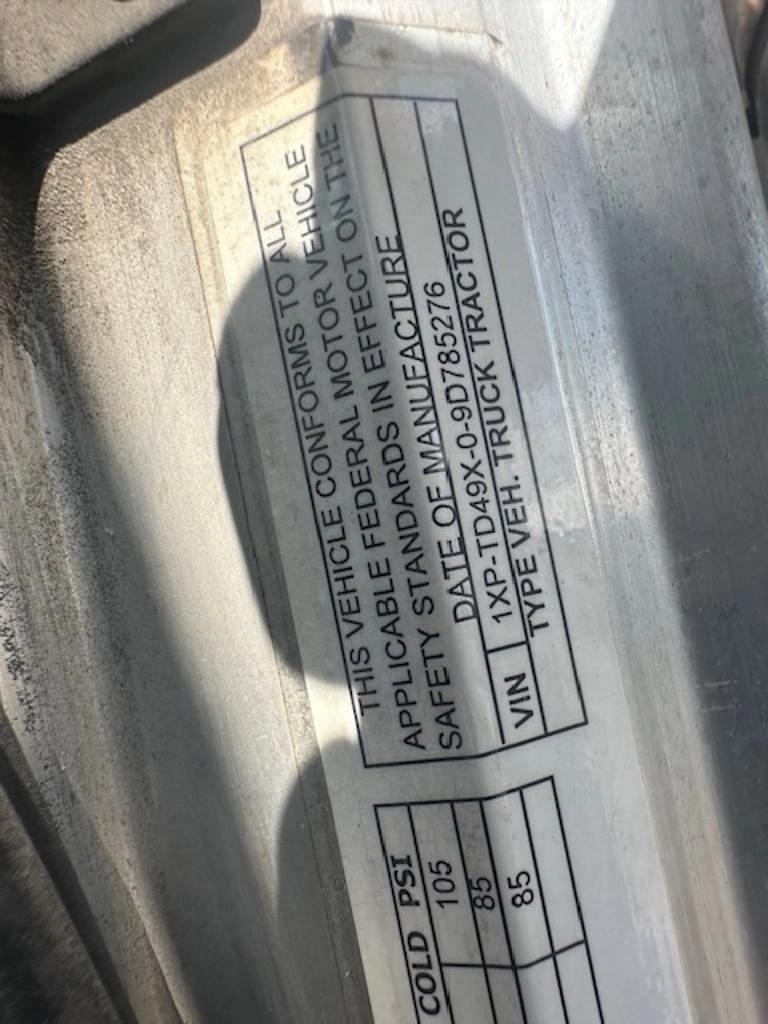 THIS VEHICLE CONFORMS TO ALL
APPLICABLE FEDERAL MOTOR VEHICLE
SAFETY STANDARDS IN EFFECT ON THE
DATE OF MANUFACTURE
VIN 1XP-TD49X-0-9D785276
TYPE VEH. TRUCK TRACTOR
COLD PSI
105
85
85